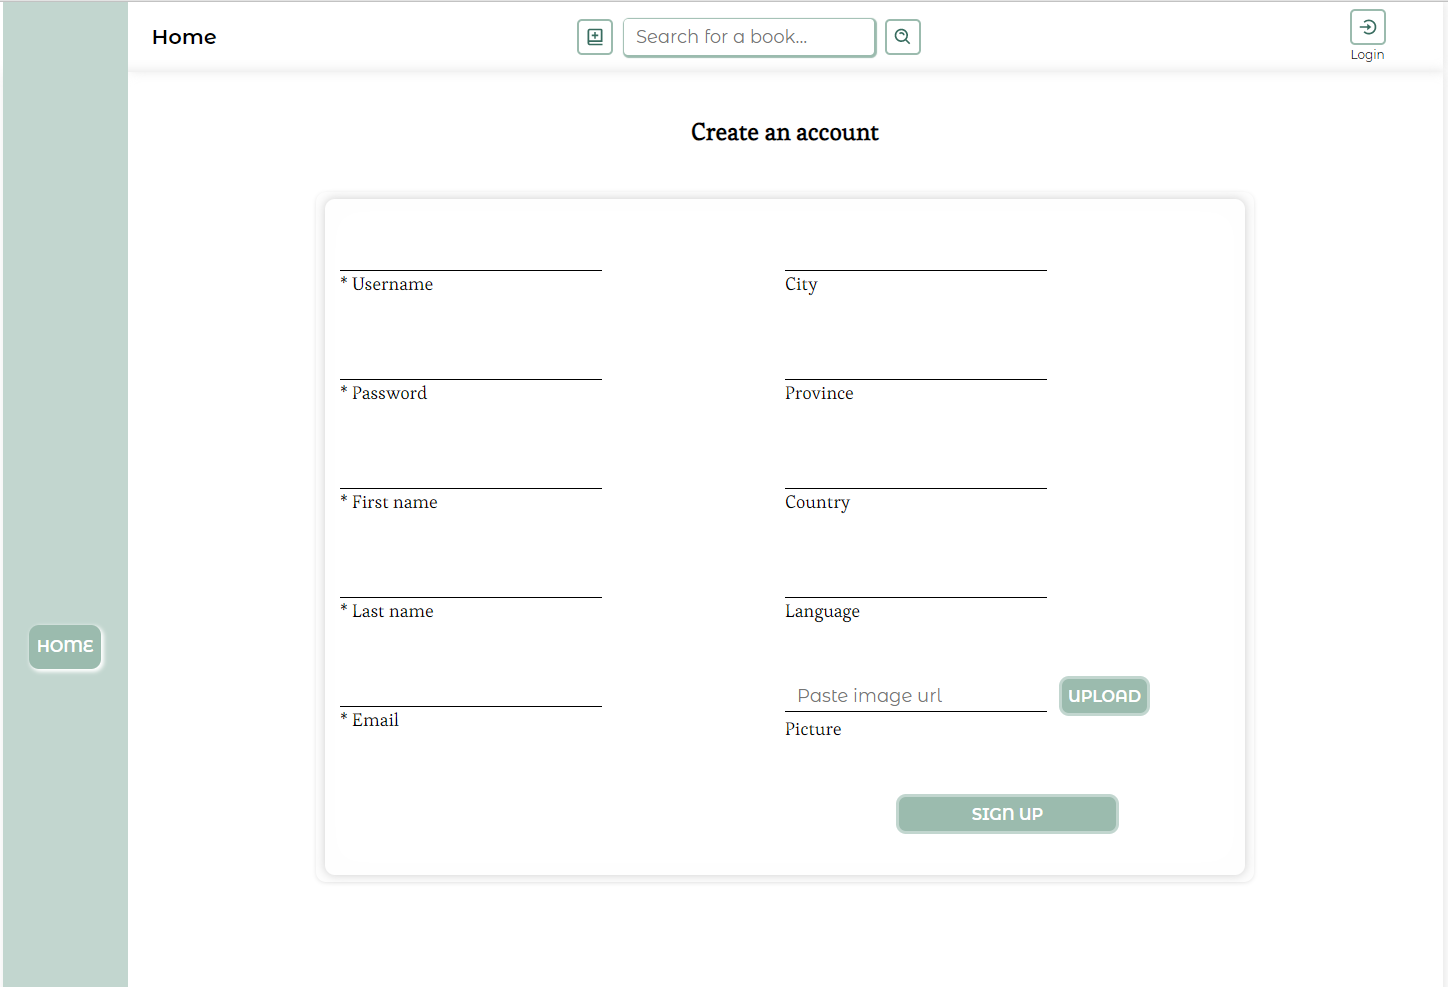 Home
Search for a book...
Login
Create an account
* Username
City
* Password
Province
* First name
Country
* Last name
Language
HOME
Paste image url
UPLOAD
* Email
Picture
SIGN UP